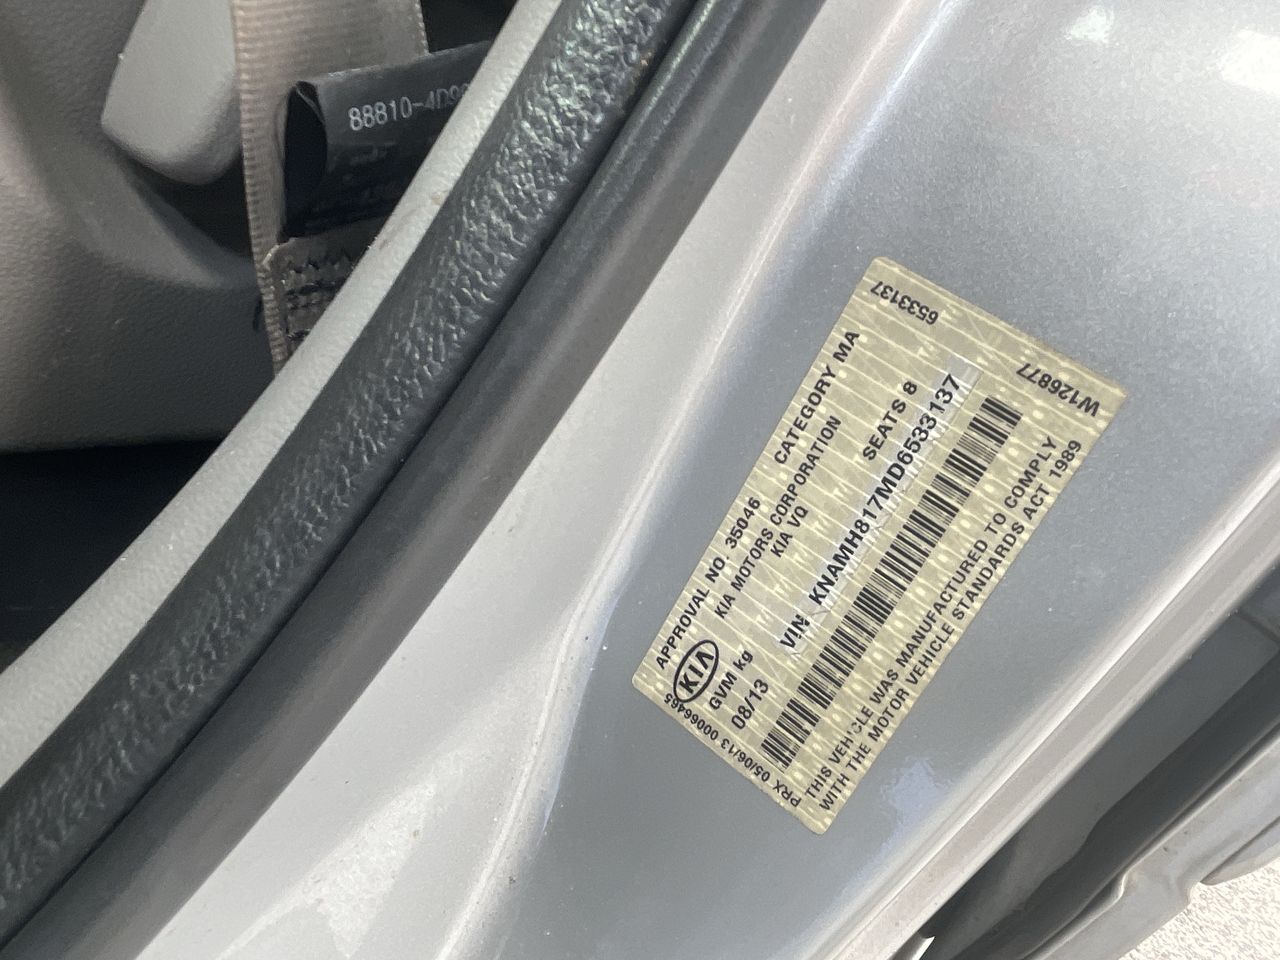 88810-4D
APPROVAL NO. 35046 CATEGORY MA
KIA MOTORS CORPORATION
KIA VQ
KIA
GVM kg SEATS 8
08/13
VIN KNAMH817MD6533137
THIS VEHICLE WAS MANUFACTURED TO COMPLY
WITH THE MOTOR VEHICLE STANDARDS ACT 1989
PRX 05/06/13 00066465
6533137
W126877